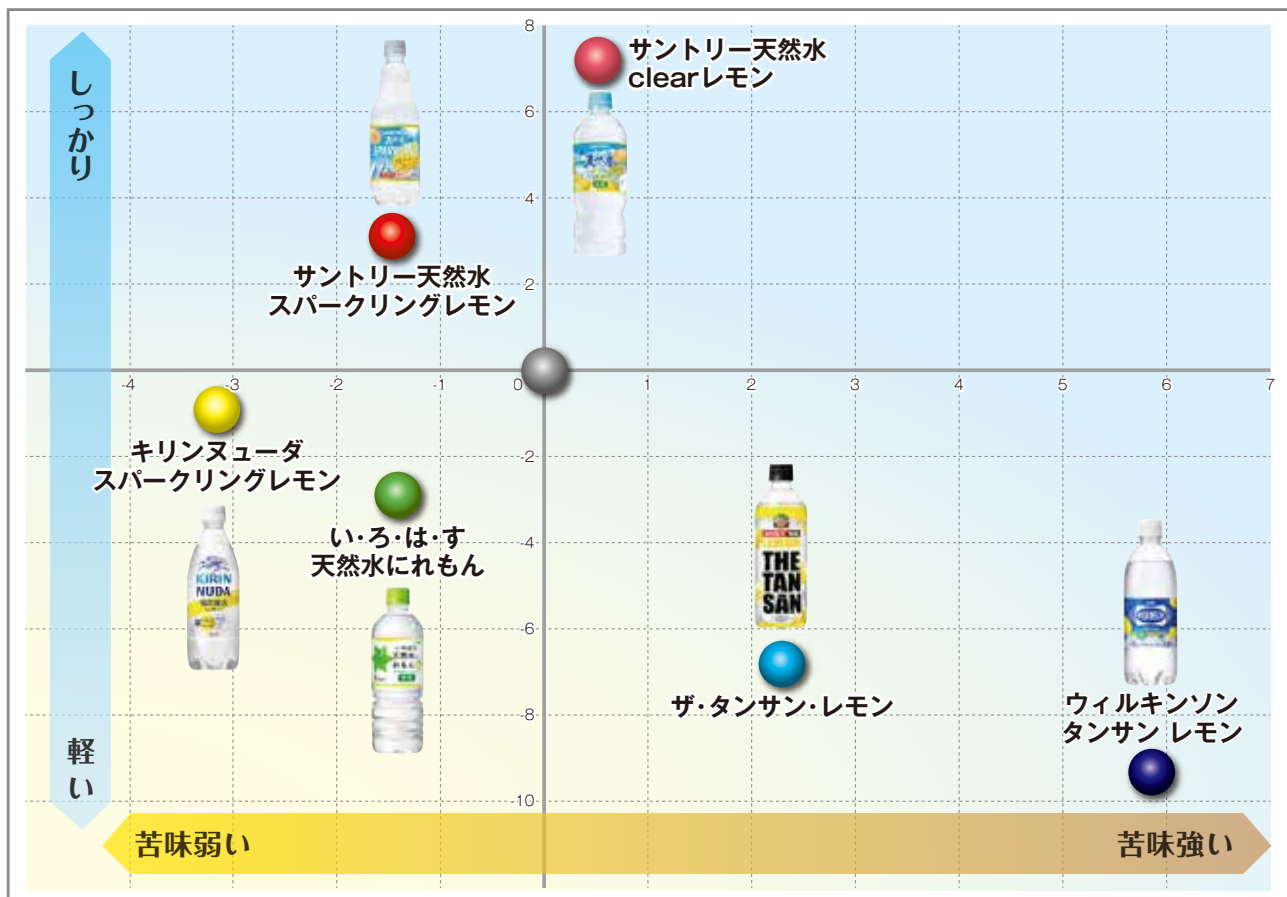 しっかり
軽い
苦味弱い
苦味強い
8
6
4
2
0
-2
-4
-6
-8
-10
-4
-3
-2
-1
1
2
3
4
5
6
7
サントリー天然水
clearレモン
サントリー天然水
スパークリングレモン
キリンヌューダ
スパークリングレモン
い・ろ・は・す
天然水にれもん
ザ・タンサン・レモン
ウィルキンソン
タンサン レモン
天然水
KIRIN
NUDA
LEMON
THE
TAN
SAN